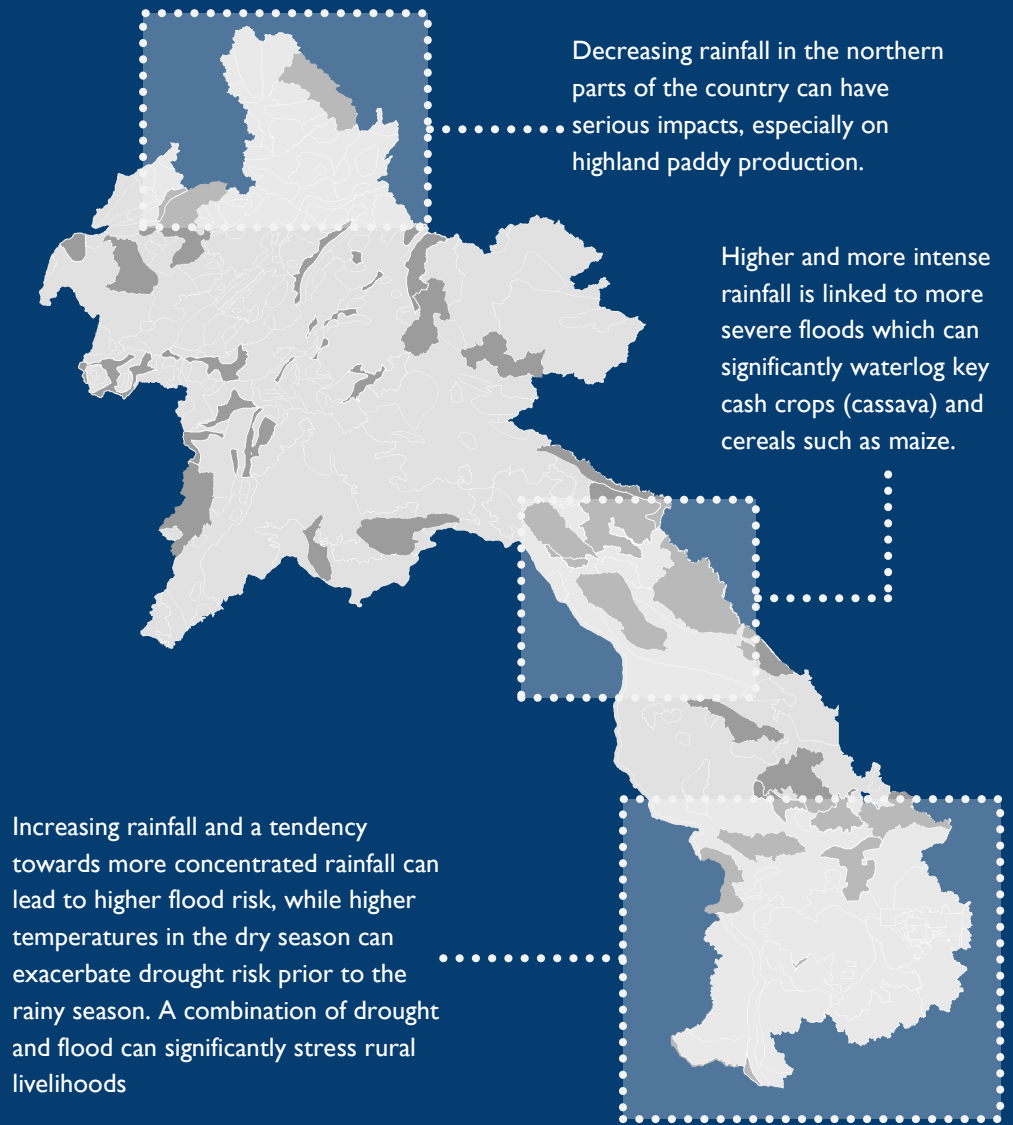 Decreasing rainfall in the northern
parts of the country can have
serious impacts, especially on
highland paddy production.
Higher and more intense
rainfall is linked to more
severe floods which can
significantly waterlog key
cash crops (cassava) and
cereals such as maize.
Increasing rainfall and a tendency
towards more concentrated rainfall can
lead to higher flood risk, while higher
temperatures in the dry season can
exacerbate drought risk prior to the
rainy season. A combination of drought
and flood can significantly stress rural
livelihoods